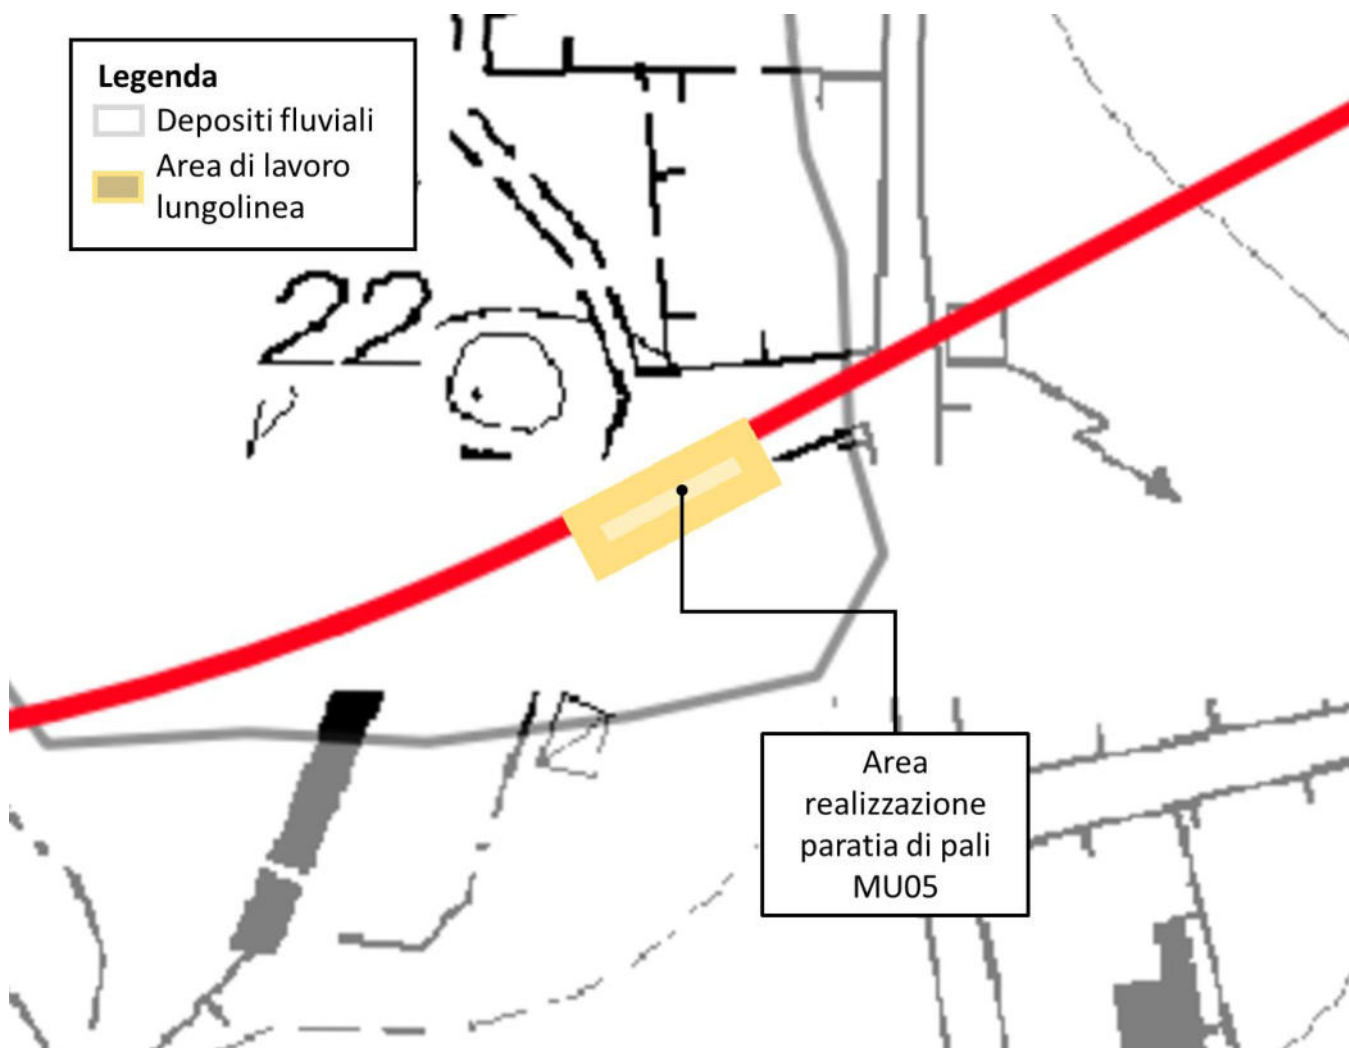 Legenda
Depositi fluviali
Area di lavoro
lungolinea
22
Area
realizzazione
paratia di pali
MU05